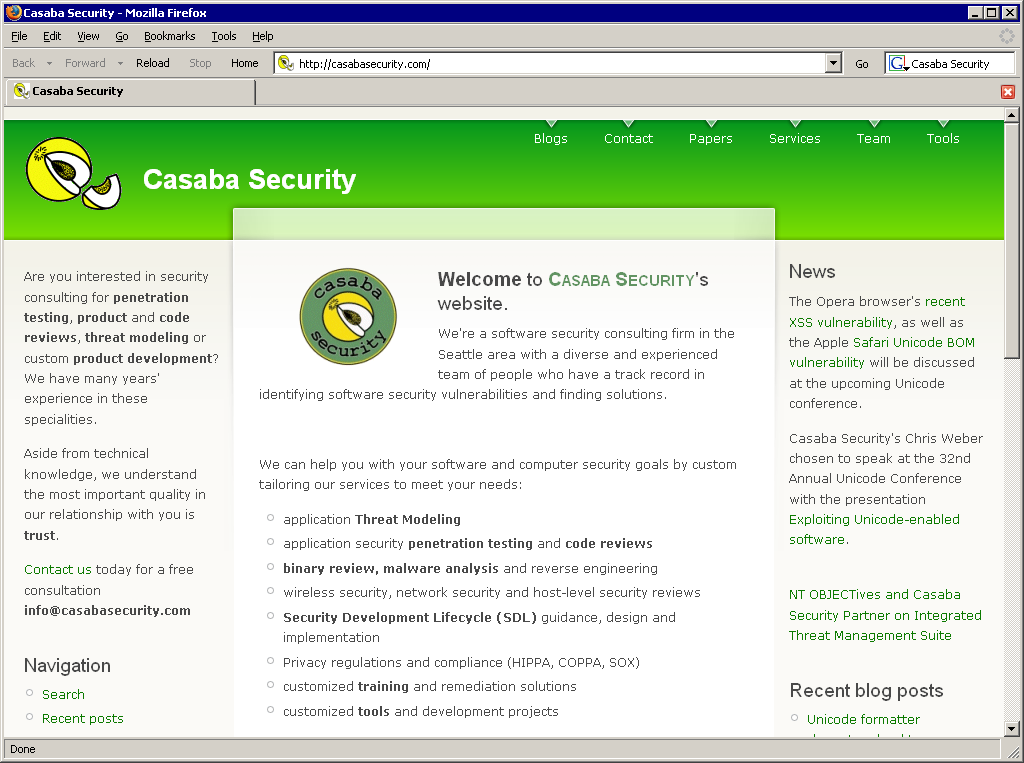 Casaba Security - Mozilla Firefox
File Edit View Go Bookmarks Tools Help
Back Forward Reload Stop Home http://casabasecurity.com/ Go G Casaba Security
Casaba Security
Blogs Contact Papers Services Team Tools
Casaba Security
Are you interested in security
consulting for penetration
testing, product and code
reviews, threat modeling or
custom product development?
We have many years'
experience in these
specialities.
Aside from technical
knowledge, we understand
the most important quality in
our relationship with you is
trust.
Contact us today for a free
consultation
info@casabasecurity.com
Navigation
Search
Recent posts
casaba
security
Welcome to Casaba Security's
website.
We're a software security consulting firm in the
Seattle area with a diverse and experienced
team of people who have a track record in
identifying software security vulnerabilities and finding solutions.
We can help you with your software and computer security goals by custom
tailoring our services to meet your needs:
application Threat Modeling
application security penetration testing and code reviews
binary review, malware analysis and reverse engineering
wireless security, network security and host-level security reviews
Security Development Lifecycle (SDL) guidance, design and
implementation
Privacy regulations and compliance (HIPPA, COPPA, SOX)
customized training and remediation solutions
customized tools and development projects
News
The Opera browser's recent
XSS vulnerability, as well as
the Apple Safari Unicode BOM
vulnerability will be discussed
at the upcoming Unicode
conference.
Casaba Security's Chris Weber
chosen to speak at the 32nd
Annual Unicode Conference
with the presentation
Exploiting Unicode-enabled
software.
NT OBJECTives and Casaba
Security Partner on Integrated
Threat Management Suite
Recent blog posts
Unicode formatter
Done